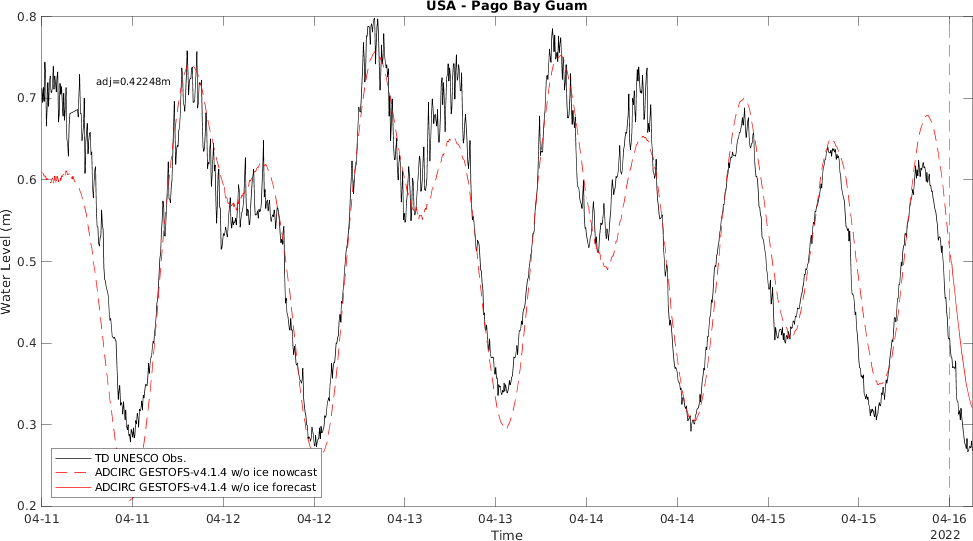 USA - Pago Bay Guam
0.8
0.7
0.6
0.5
0.4
0.3
0.2
Water Level (m)
adj=0.42248m
TD UNESCO Obs.
ADCIRC GESTOFS-v4.1.4 w/o ice nowcast
ADCIRC GESTOFS-v4.1.4 w/o ice forecast
04-11 04-11 04-12 04-12 04-13 04-13 04-14 04-14 04-15 04-15 04-16
Time
2022